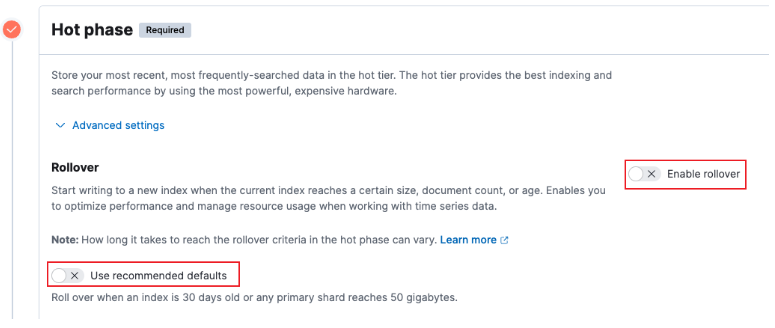 Hot phase Required
Store your most recent, most frequently-searched data in the hot tier. The hot tier provides the best indexing and
search performance by using the most powerful, expensive hardware.
Advanced settings
Rollover
Enable rollover
Start writing to a new index when the current index reaches a certain size, document count, or age. Enables you
to optimize performance and manage resource usage when working with time series data.
Note: How long it takes to reach the rollover criteria in the hot phase can vary. Learn more
Use recommended defaults
Roll over when an index is 30 days old or any primary shard reaches 50 gigabytes.